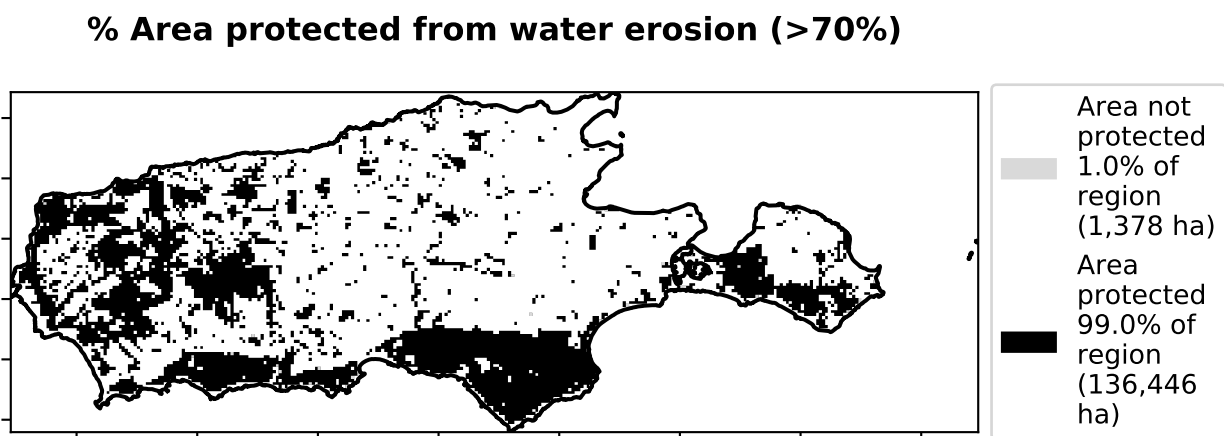 % Area protected from water erosion (>70%)
Area not
protected
1.0% of
region
(1,378 ha)
Area
protected
99.0% of
region
(136,446
ha)